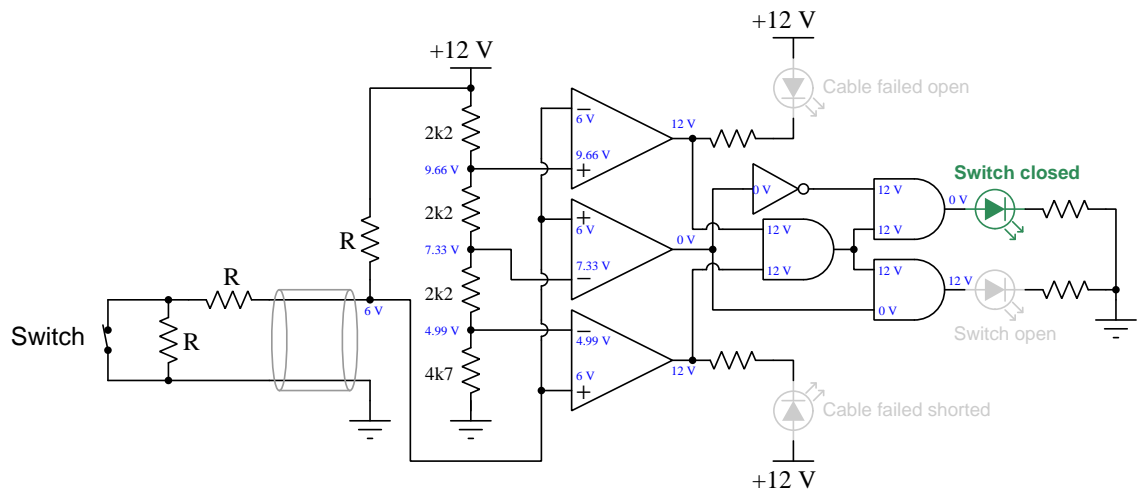 +12 V
+12 V
Cable failed open
2k2
6 V
12 V
9.66 V
9.66 V
−
+
0 V
12 V
Switch closed
0 V
2k2
R
+
6 V
0 V
12 V
12 V
7.33 V
7.33 V
−
12 V
12 V
12 V
R
2k2
6 V
0 V
Switch open
Switch
R
4.99 V
−
4.99 V
4k7
6 V
+
12 V
Cable failed shorted
+12 V